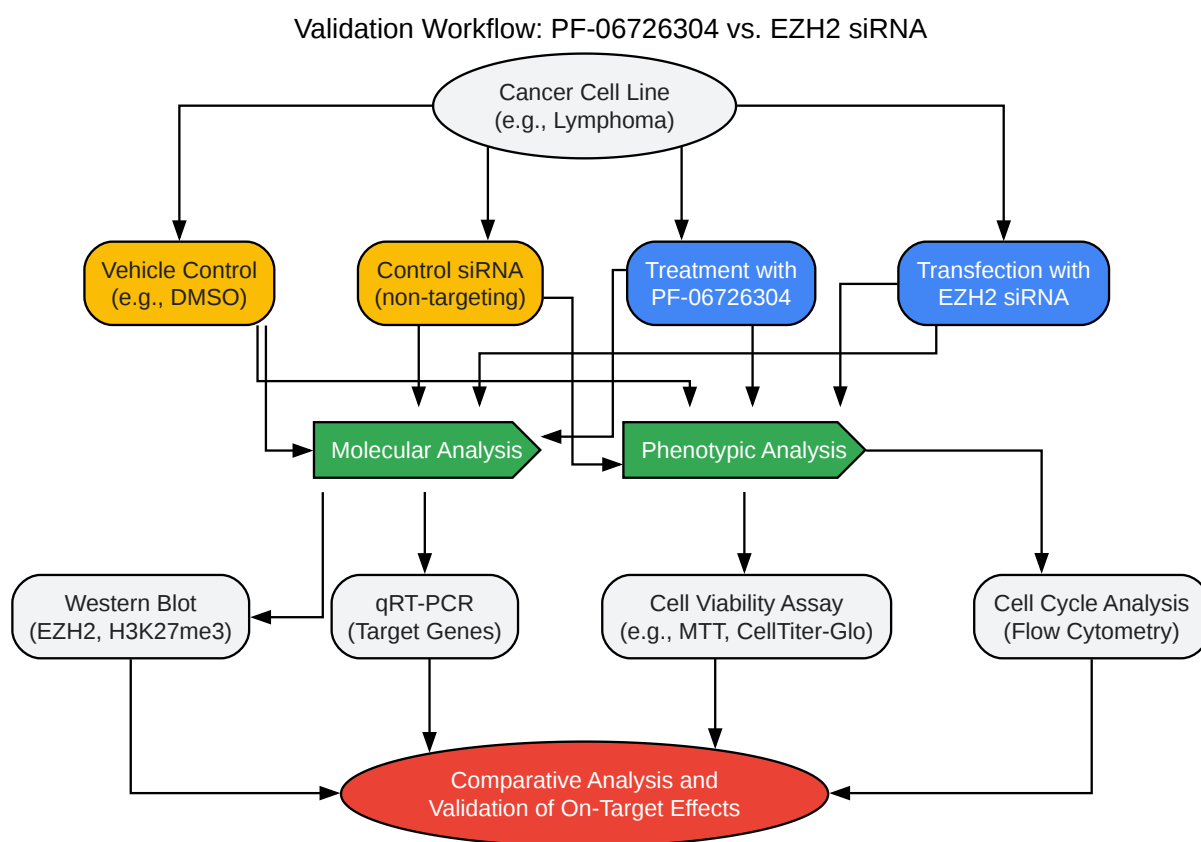 Validation Workflow: PF-06726304 vs. EZH2 siRNA
Cancer Cell Line
(e.g., Lymphoma)
Vehicle Control
(e.g., DMSO)
Control siRNA
(non-targeting)
Treatment with
PF-06726304
Transfection with
EZH2 siRNA
Molecular Analysis
Phenotypic Analysis
Western Blot
(EZH2, H3K27me3)
qRT-PCR
(Target Genes)
Cell Viability Assay
(e.g., MTT, CellTiter-Glo)
Cell Cycle Analysis
(Flow Cytometry)
Comparative Analysis and
Validation of On-Target Effects